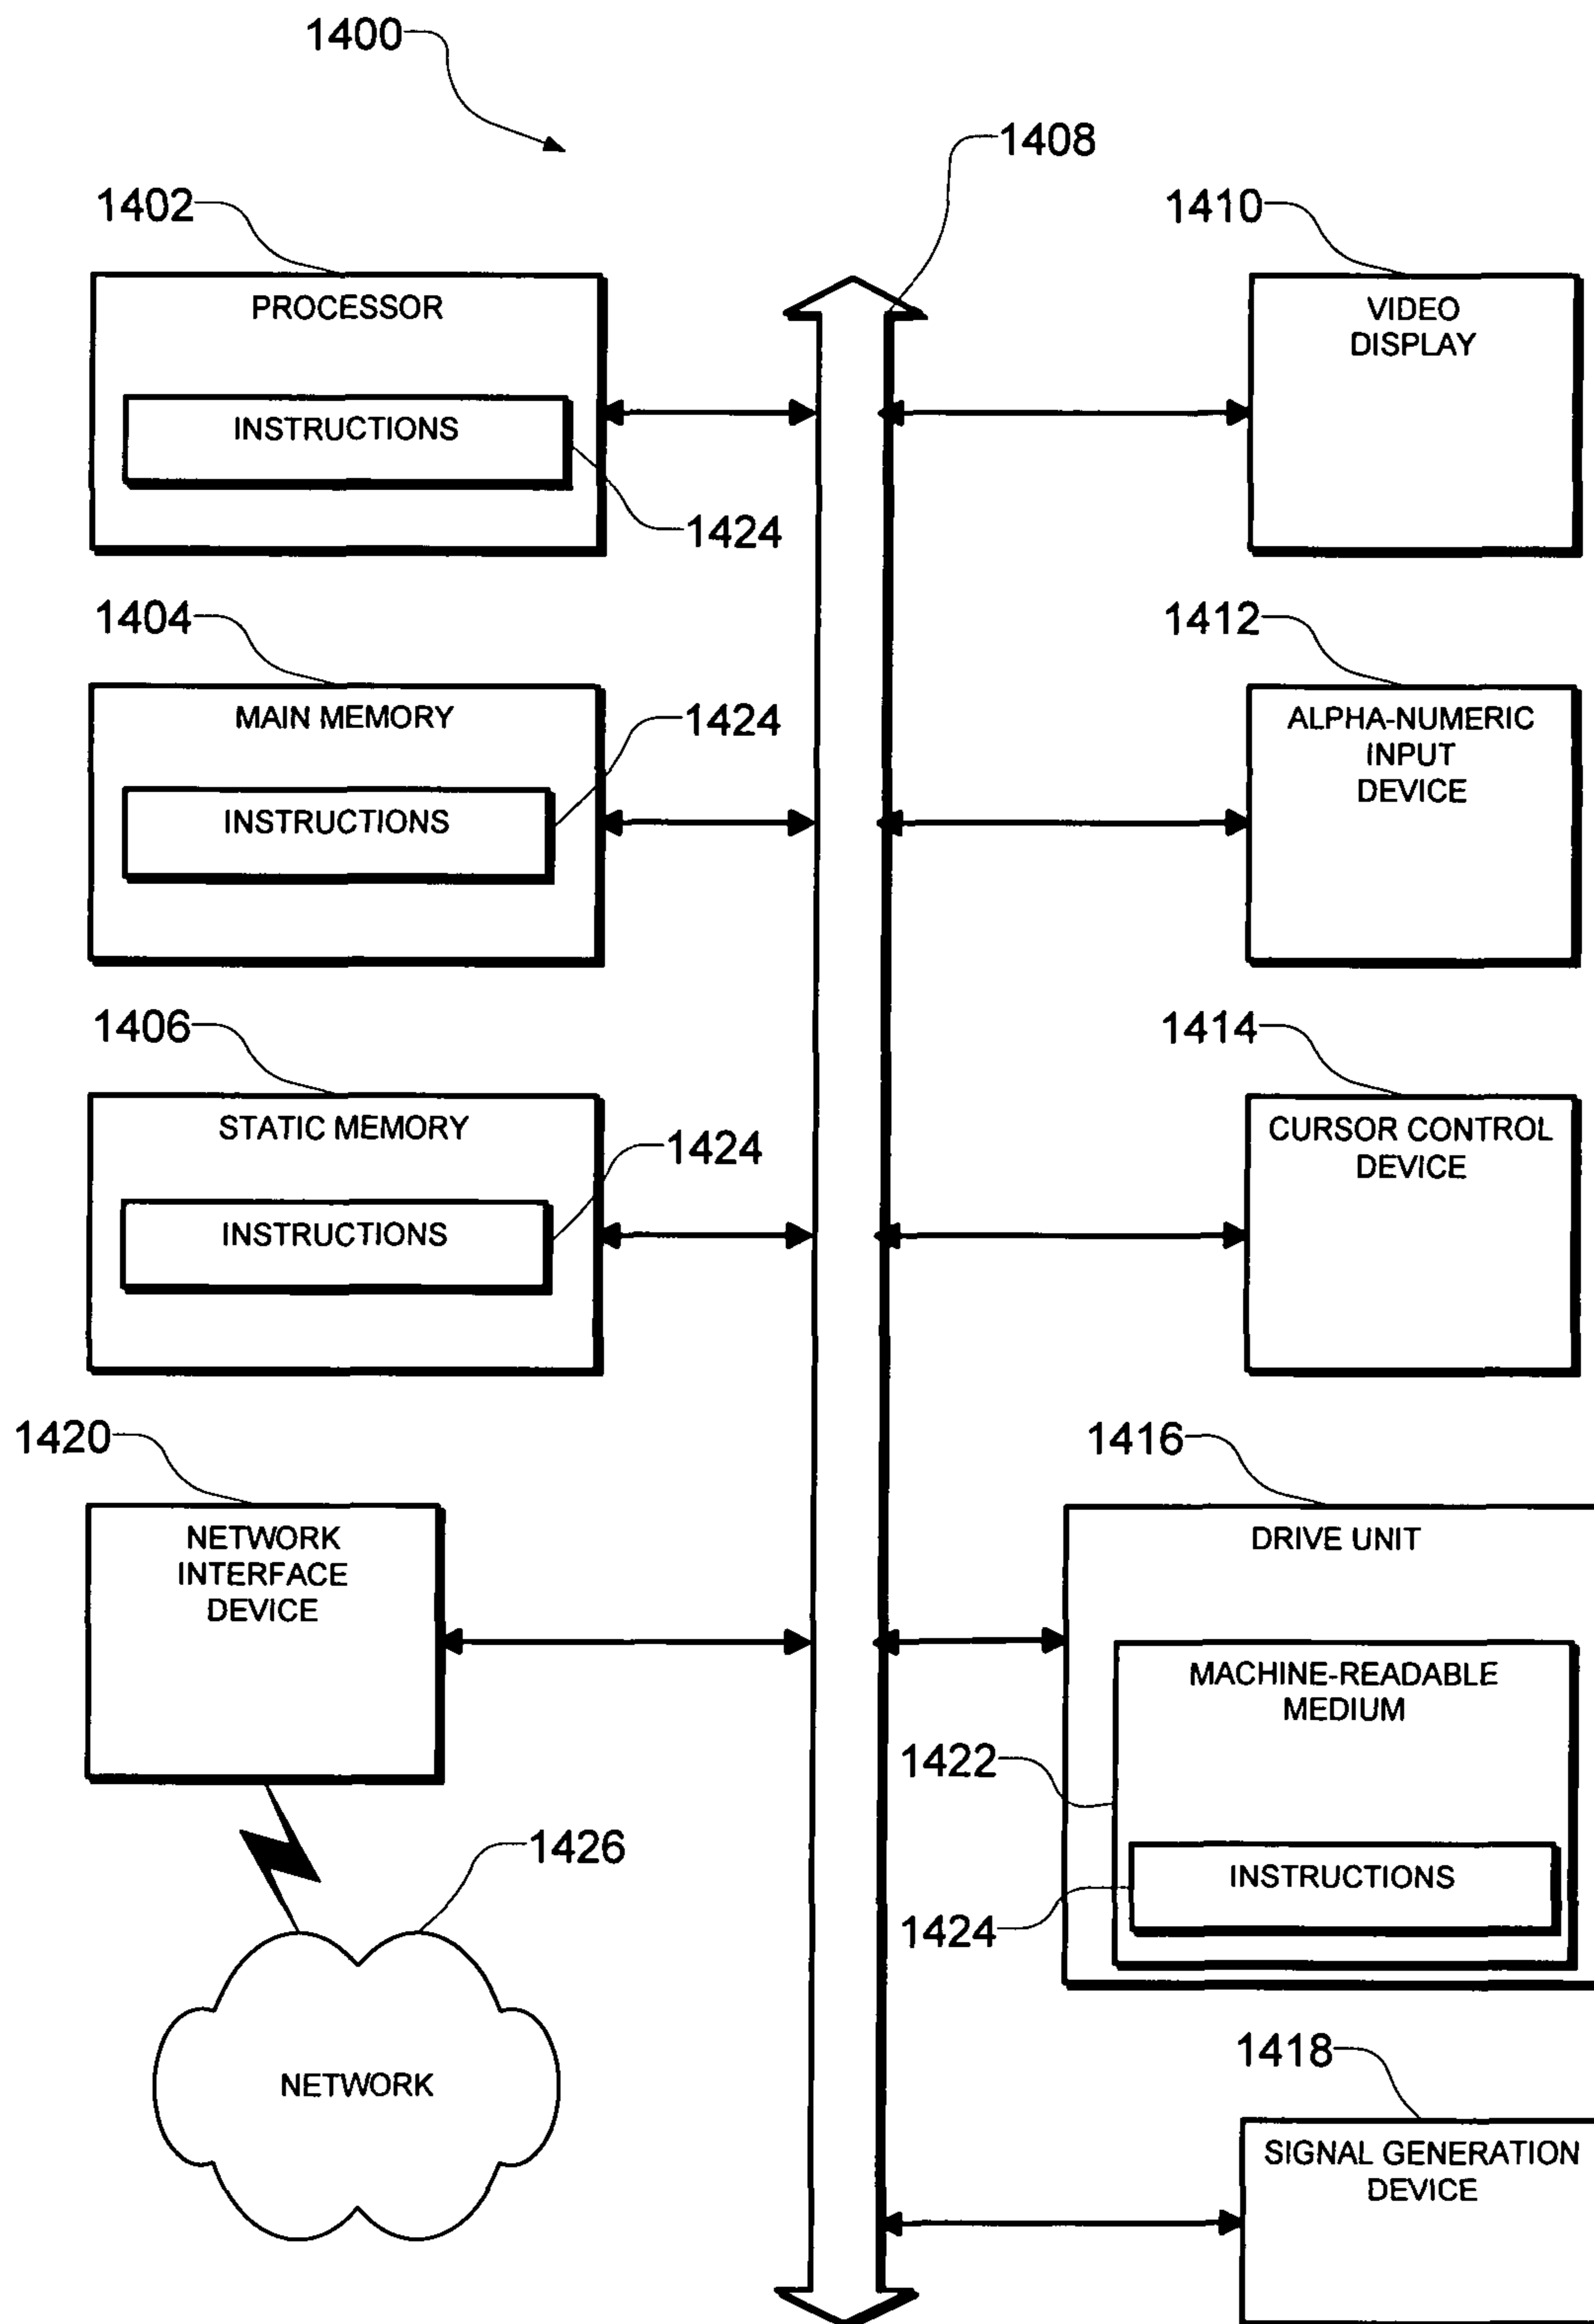 1400
1408
1402
PROCESSOR
INSTRUCTIONS
1424
1410
VIDEO
DISPLAY
1404
MAIN MEMORY
1424
INSTRUCTIONS
1412
ALPHA-NUMERIC
INPUT
DEVICE
1406
STATIC MEMORY
1424
INSTRUCTIONS
1414
CURSOR CONTROL
DEVICE
1420
NETWORK
INTERFACE
DEVICE
1416
DRIVE UNIT
MACHINE-READABLE
MEDIUM
1422
INSTRUCTIONS
1424
1426
NETWORK
1418
SIGNAL GENERATION
DEVICE